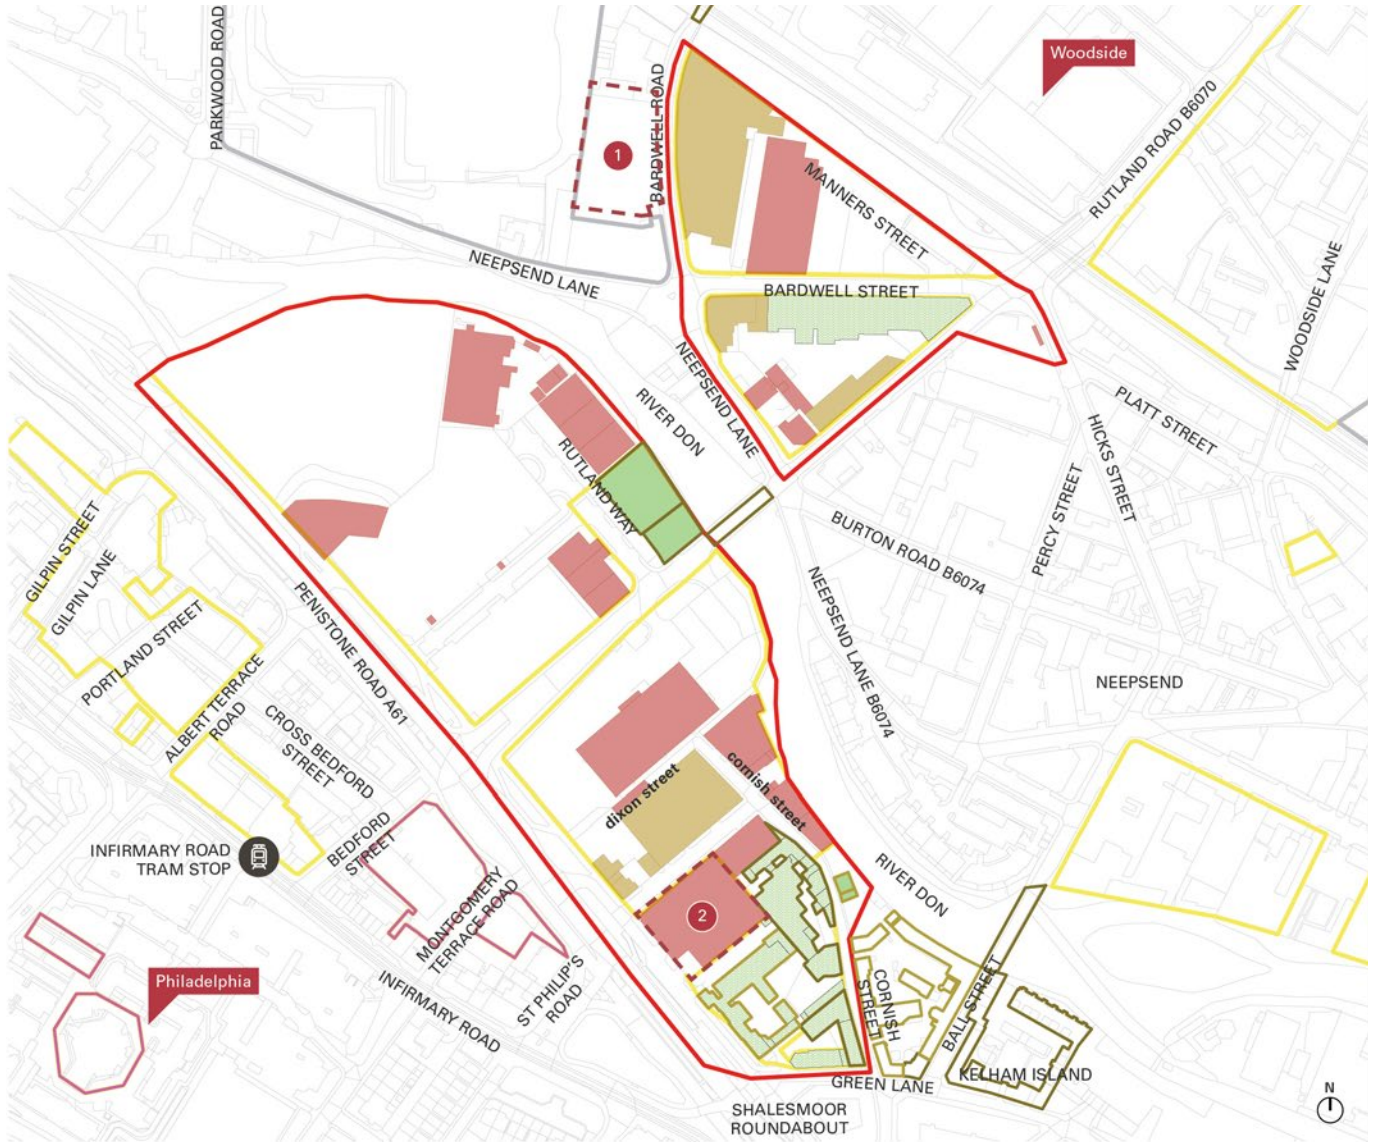 PARKWOOD ROAD
BARDWELL ROAD
Woodside
1
RUTLAND ROAD B6070
MANNERS STREET
NEEPSEND LANE
BARDWELL STREET
WOODSIDE LANE
NEEPSEND LANE
RIVER DON
PLATT STREET
HICKS STREET
RUTLAND WAY
PERCY STREET
BURTON ROAD B6074
GILPIN STREET
GILPIN LANE
PORTLAND STREET
PENISTONE ROAD A61
NEEPSEND LANE B6074
NEEPSEND
ALBERT TERRACE
ROAD
CROSS BEDFORD
STREET
dixon street
cornish street
BEDFORD
STREET
INFIRMARY ROAD
TRAM STOP
MONTGOMERY
TERRACE ROAD
2
RIVER DON
Philadelphia
INFIRMARY ROAD
ST PHILIP'S
ROAD
CORNISH
STREET
BALL STREET
KELHAM ISLAND
GREEN LANE
SHALESMOOR
ROUNDABOUT
N